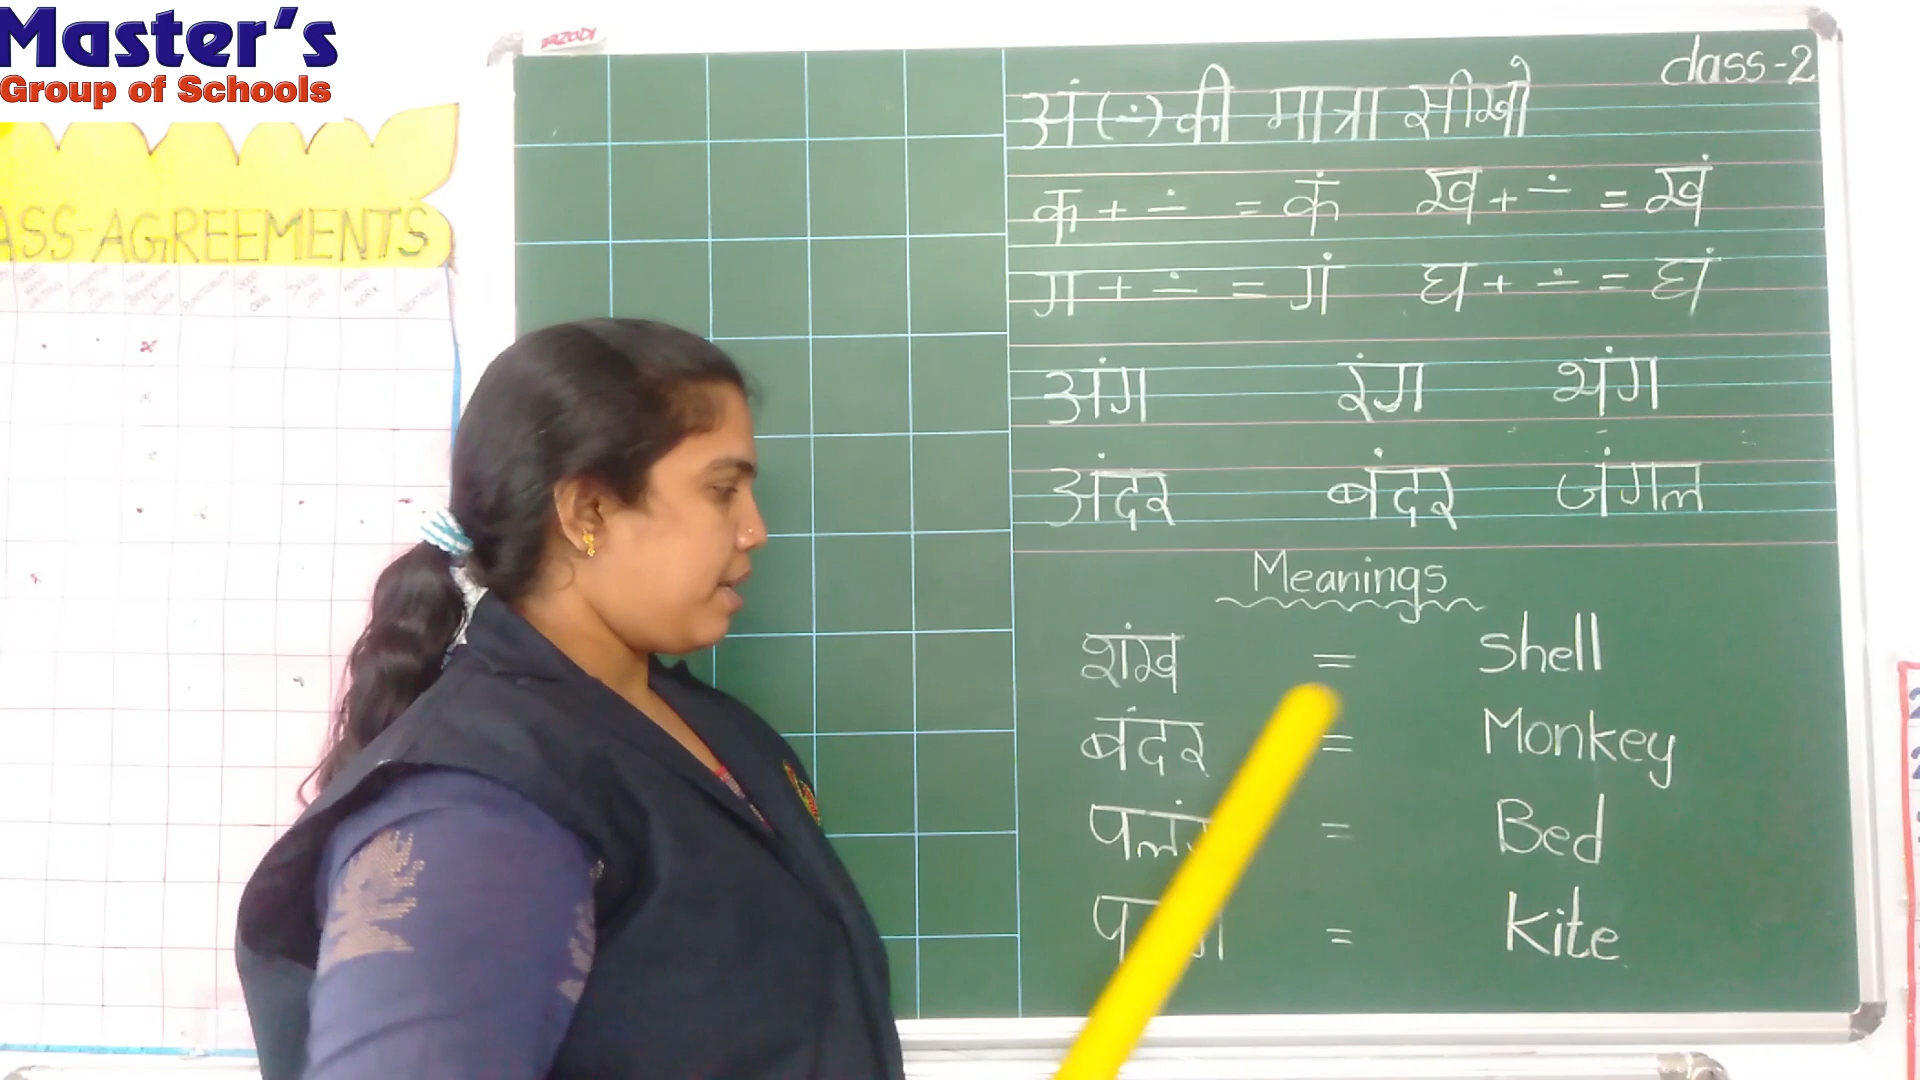 Master's
Group of Schools
ASS-AGREEMENTS
class-2
अं (ं) की मात्रा सीखो
क + ं = कं ख + ं = खं
ग + ं = गं घ + ं = घं
अंग रंग भंग
अंदर बंदर जंगल
Meanings
शंख = Shell
बंदर = Monkey
= Bed
= Kite